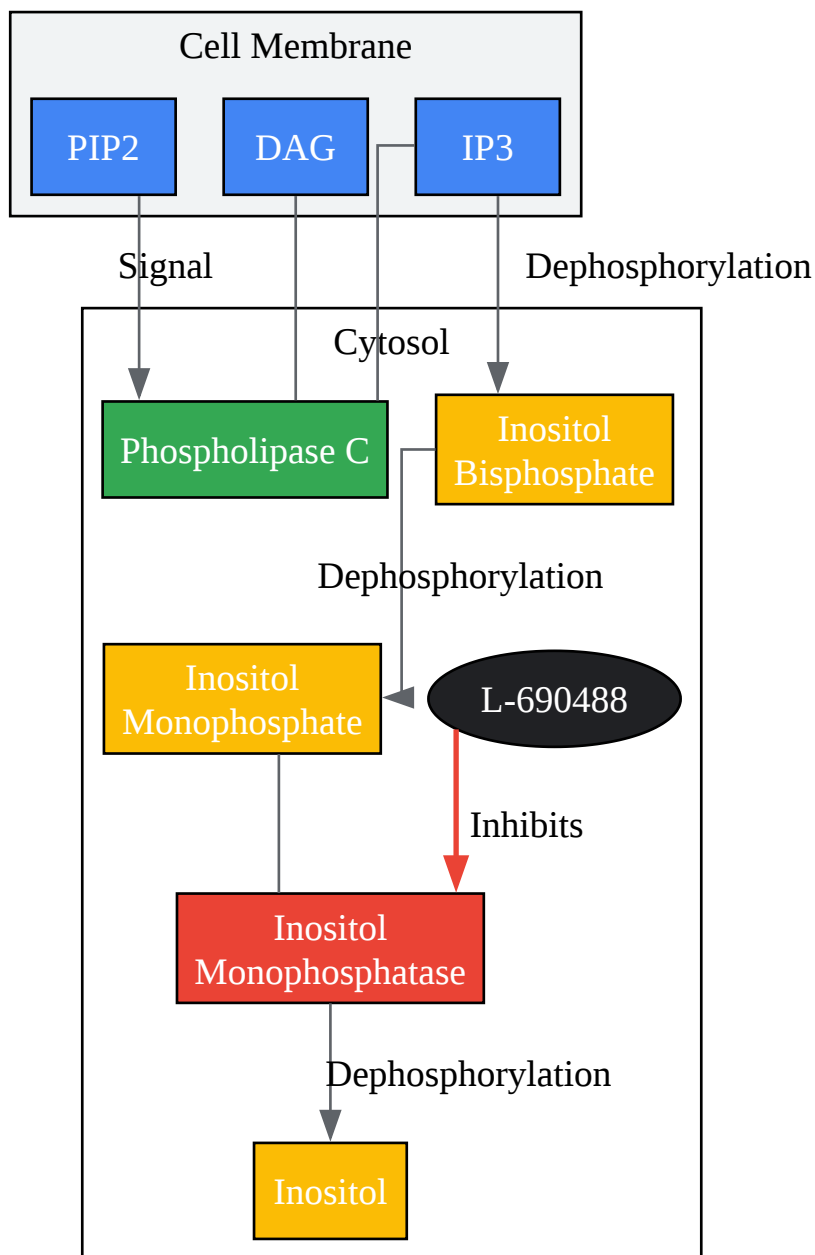 Cell Membrane
PIP2
DAG
IP3
Signal
Dephosphorylation
Cytosol
Phospholipase C
Inositol
Bisphosphate
Dephosphorylation
Inositol
Monophosphate
L-690488
Inhibits
Inositol
Monophosphatase
Dephosphorylation
Inositol